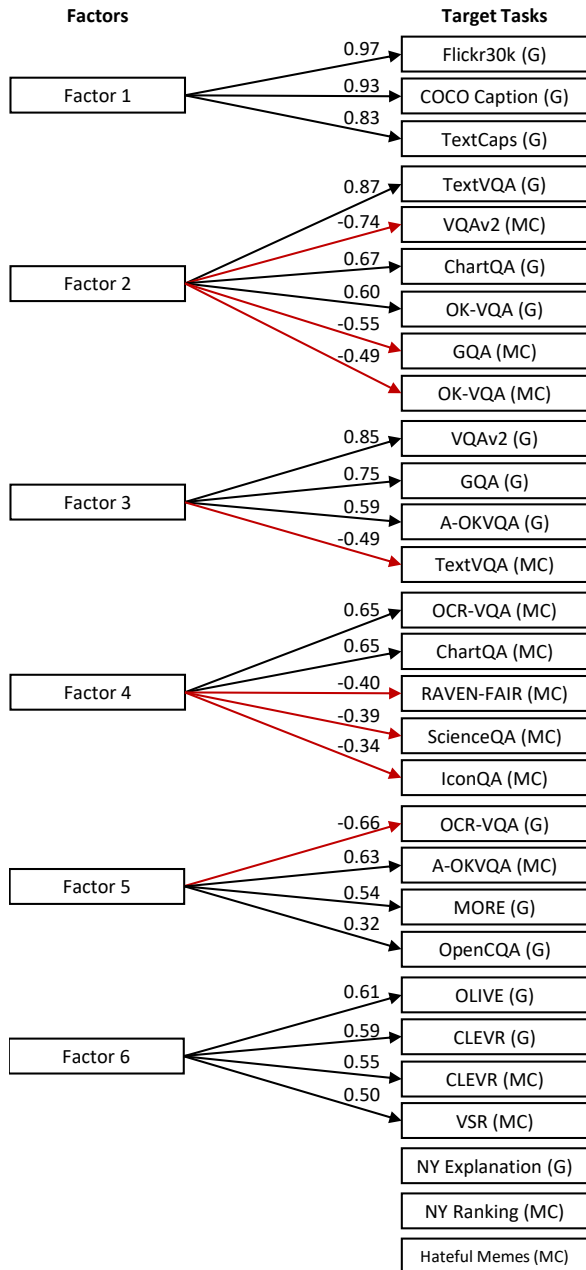 Factors
Target Tasks
Factor 1
0.97
Flickr30k (G)
0.93
COCO Caption (G)
0.83
TextCaps (G)
Factor 2
0.87
TextVQA (G)
-0.74
VQAv2 (MC)
0.67
ChartQA (G)
0.60
OK-VQA (G)
-0.55
GQA (MC)
-0.49
OK-VQA (MC)
Factor 3
0.85
VQAv2 (G)
0.75
GQA (G)
0.59
A-OKVQA (G)
-0.49
TextVQA (MC)
Factor 4
0.65
OCR-VQA (MC)
0.65
ChartQA (MC)
-0.40
RAVEN-FAIR (MC)
-0.39
ScienceQA (MC)
-0.34
IconQA (MC)
Factor 5
-0.66
OCR-VQA (G)
0.63
A-OKVQA (MC)
0.54
MORE (G)
0.32
OpenCQA (G)
Factor 6
0.61
OLIVE (G)
0.59
CLEVR (G)
0.55
CLEVR (MC)
0.50
VSR (MC)
NY Explanation (G)
NY Ranking (MC)
Hateful Memes (MC)